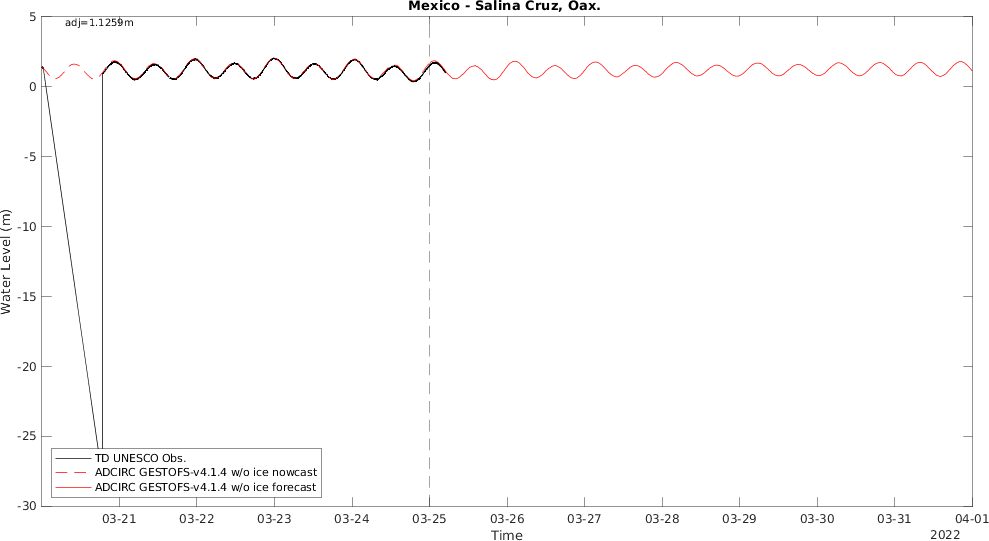 Mexico - Salina Cruz, Oax.
adj=1.1259m
5
0
-5
-10
-15
-20
-25
-30
Water Level (m)
TD UNESCO Obs.
ADCIRC GESTOFS-v4.1.4 w/o ice nowcast
ADCIRC GESTOFS-v4.1.4 w/o ice forecast
03-21 03-22 03-23 03-24 03-25 03-26 03-27 03-28 03-29 03-30 03-31 04-01
Time
2022